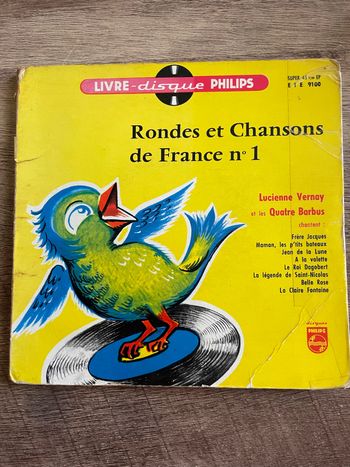 LIVRE-disque PHILIPS
SUPER 45 t/m EP
E 1 E 9100
Rondes et Chansons
de France n° 1
Lucienne Vernay
et les Quatre Barbus
chantent :
Frère Jacques
Maman, les p'tits bateaux
Jean de la Lune
A la volette
Le Roi Dagobert
La légende de Saint-Nicolas
Belle Rose
La Claire Fontaine
disques
PHILIPS